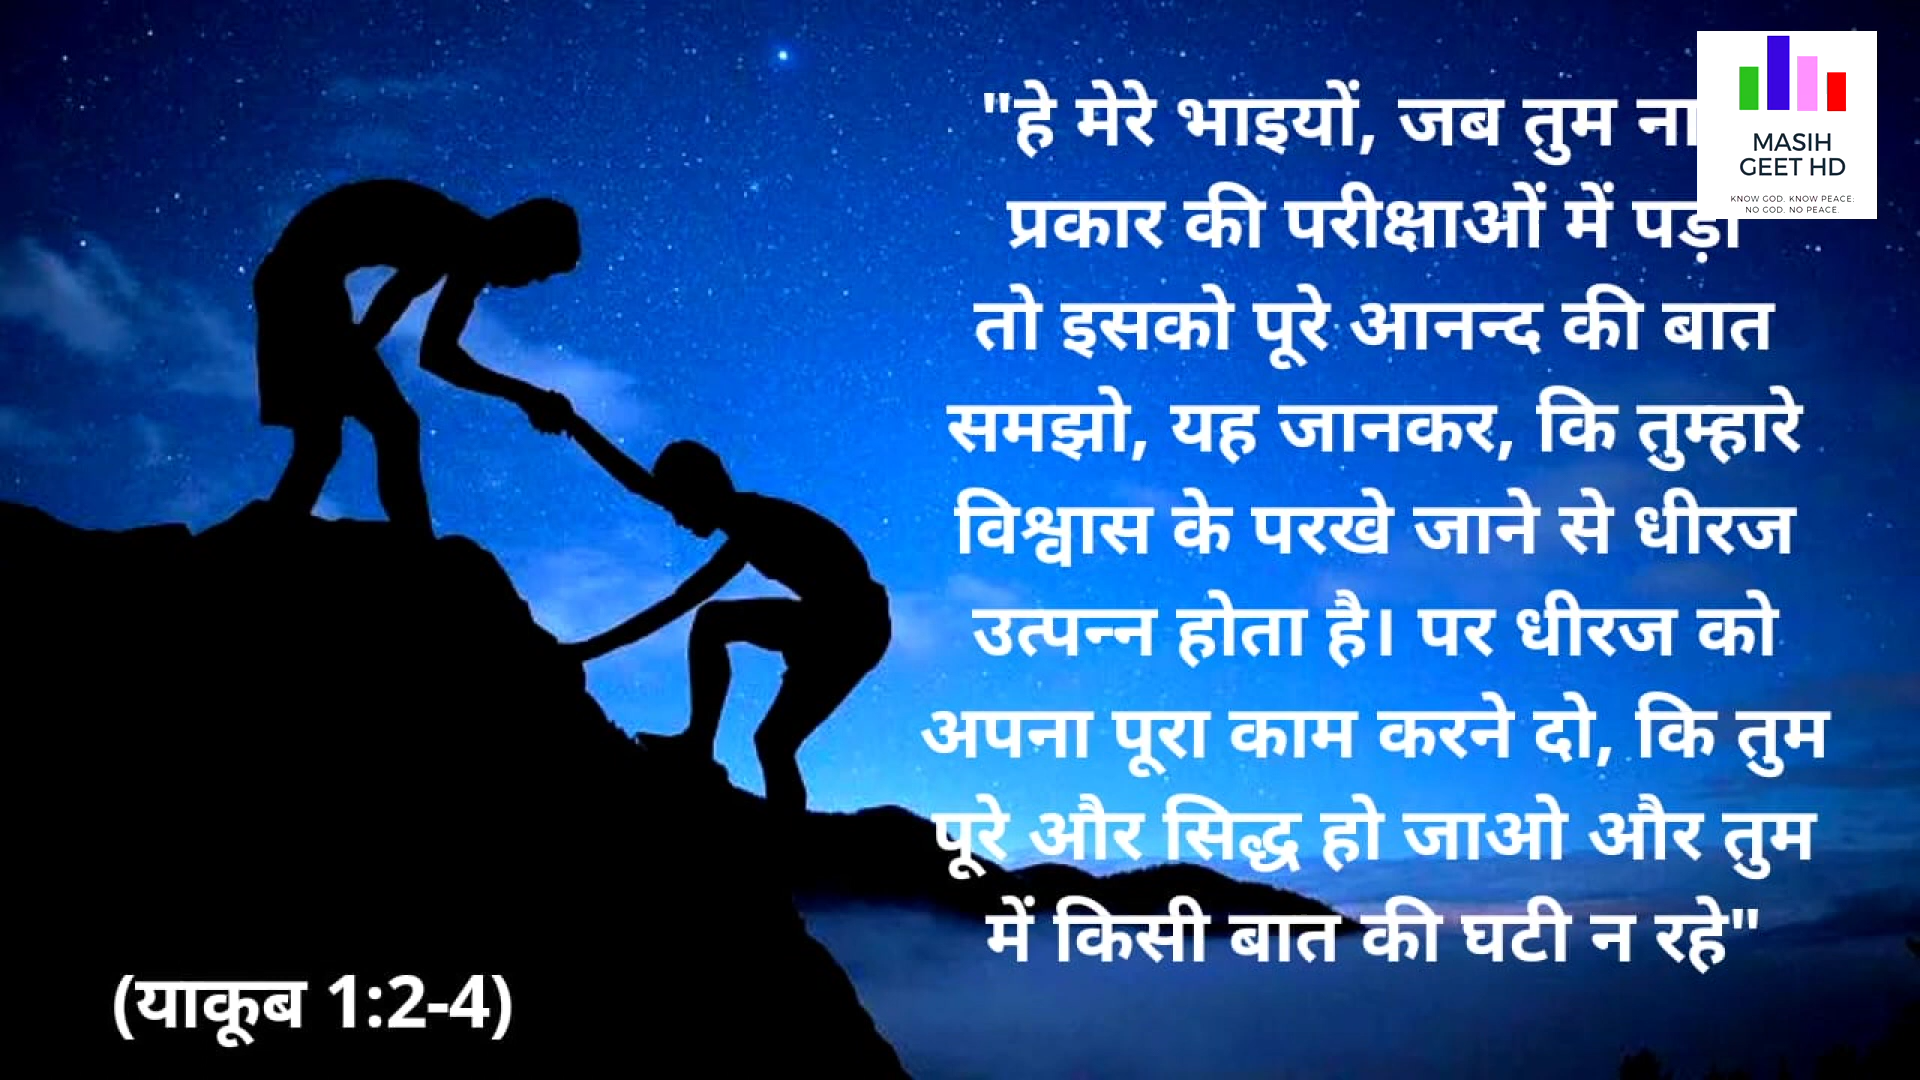 "हे मेरे भाइयों, जब तुम
प्रकार की परीक्षाओं में
तो इसको पूरे आनन्द की बात
समझो, यह जानकर, कि तुम्हारे
विश्वास के परखे जाने से धीरज
उत्पन्न होता है। पर धीरज को
अपना पूरा काम करने दो, कि तुम
पूरे और सिद्ध हो जाओ और तुम
में किसी बात की घटी न रहे"
(याकूब 1:2-4)
MASIH
GEET HD
KNOW GOD, KNOW PEACE;
NO GOD, NO PEACE.